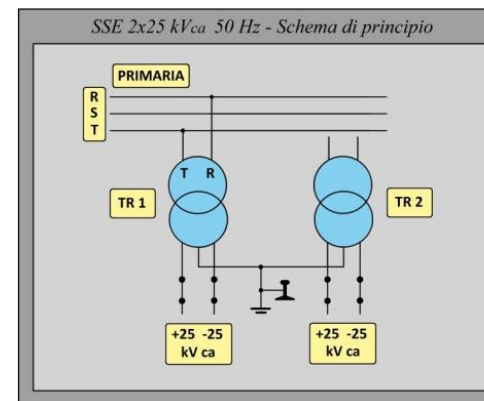 SSE 2x25 kVca 50 Hz - Schema di principio
PRIMARIA
R
S
T
T R
TR 1
TR 2
+25 -25
kV ca
+25 -25
kV ca